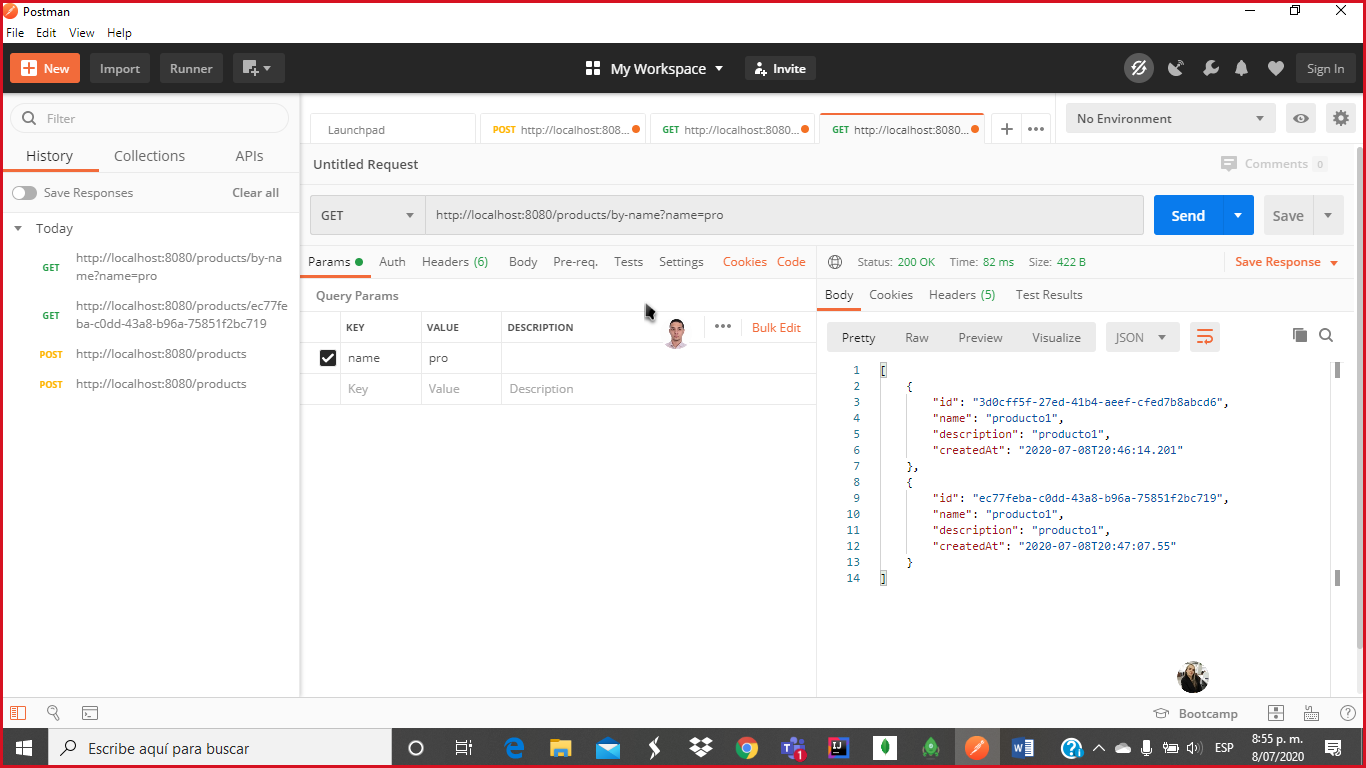 Postman
File Edit View Help
New Import Runner My Workspace Invite Sign In
Filter
History Collections APIs
Save Responses Clear all
Today
GET http://localhost:8080/products/by-na
me?name=pro
GET http://localhost:8080/products/ec77fe
ba-c0dd-43a8-b96a-75851f2bc719
POST http://localhost:8080/products
POST http://localhost:8080/products
Launchpad POST http://localhost:808... GET http://localhost:8080... GET http://localhost:8080...
No Environment
Untitled Request Comments 0
GET http://localhost:8080/products/by-name?name=pro Send Save
Params Auth Headers (6) Body Pre-req. Tests Settings Cookies Code
Query Params
KEY VALUE DESCRIPTION Bulk Edit
name pro
Key Value Description
Status: 200 OK Time: 82 ms Size: 422 B Save Response
Body Cookies Headers (5) Test Results
Pretty Raw Preview Visualize JSON
1 [
2 {
3 "id": "3d0cff5f-27ed-41b4-aeef-cfed7b8abcd6",
4 "name": "producto1",
5 "description": "producto1",
6 "createdAt": "2020-07-08T20:46:14.201"
7 },
8 {
9 "id": "ec77feba-c0dd-43a8-b96a-75851f2bc719",
10 "name": "producto1",
11 "description": "producto1",
12 "createdAt": "2020-07-08T20:47:07.55"
13 }
14 ]
Bootcamp
Escribe aquí para buscar
1
ESP
8:55 p. m.
8/07/2020